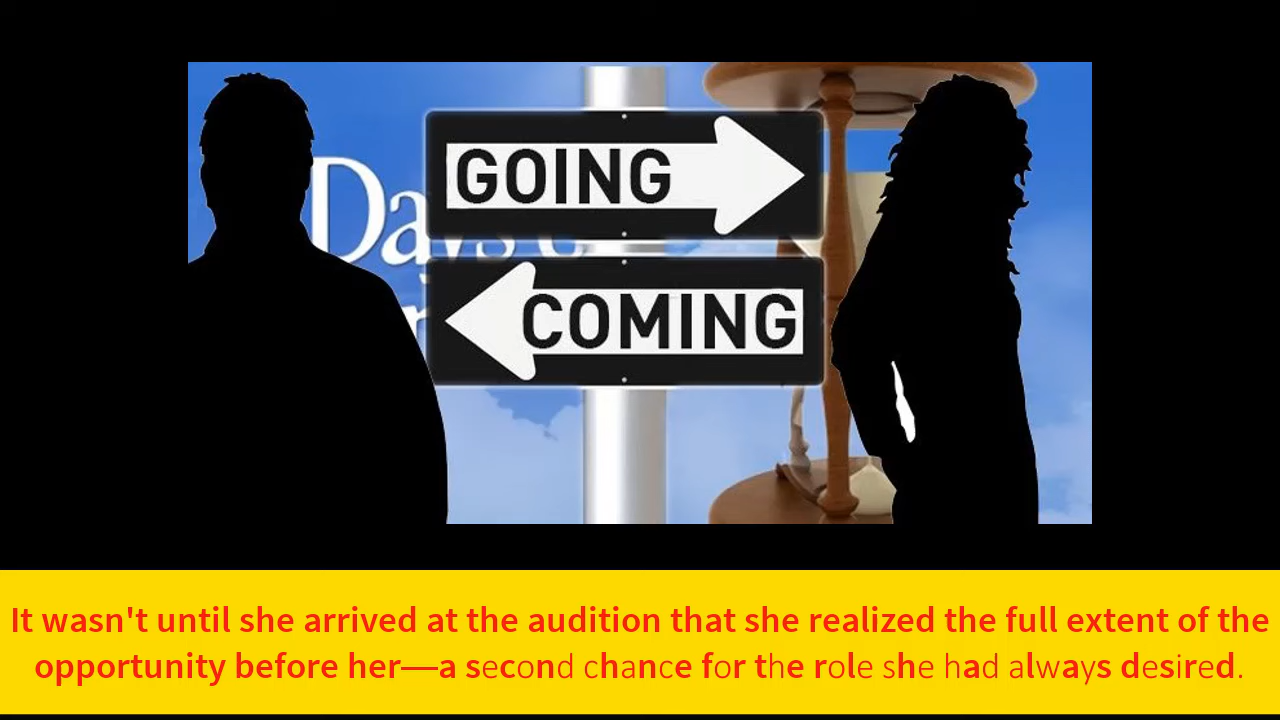 GOING
COMING
Days
It wasn't until she arrived at the audition that she realized the full extent of the
opportunity before her—a second chance for the role she had always desired.